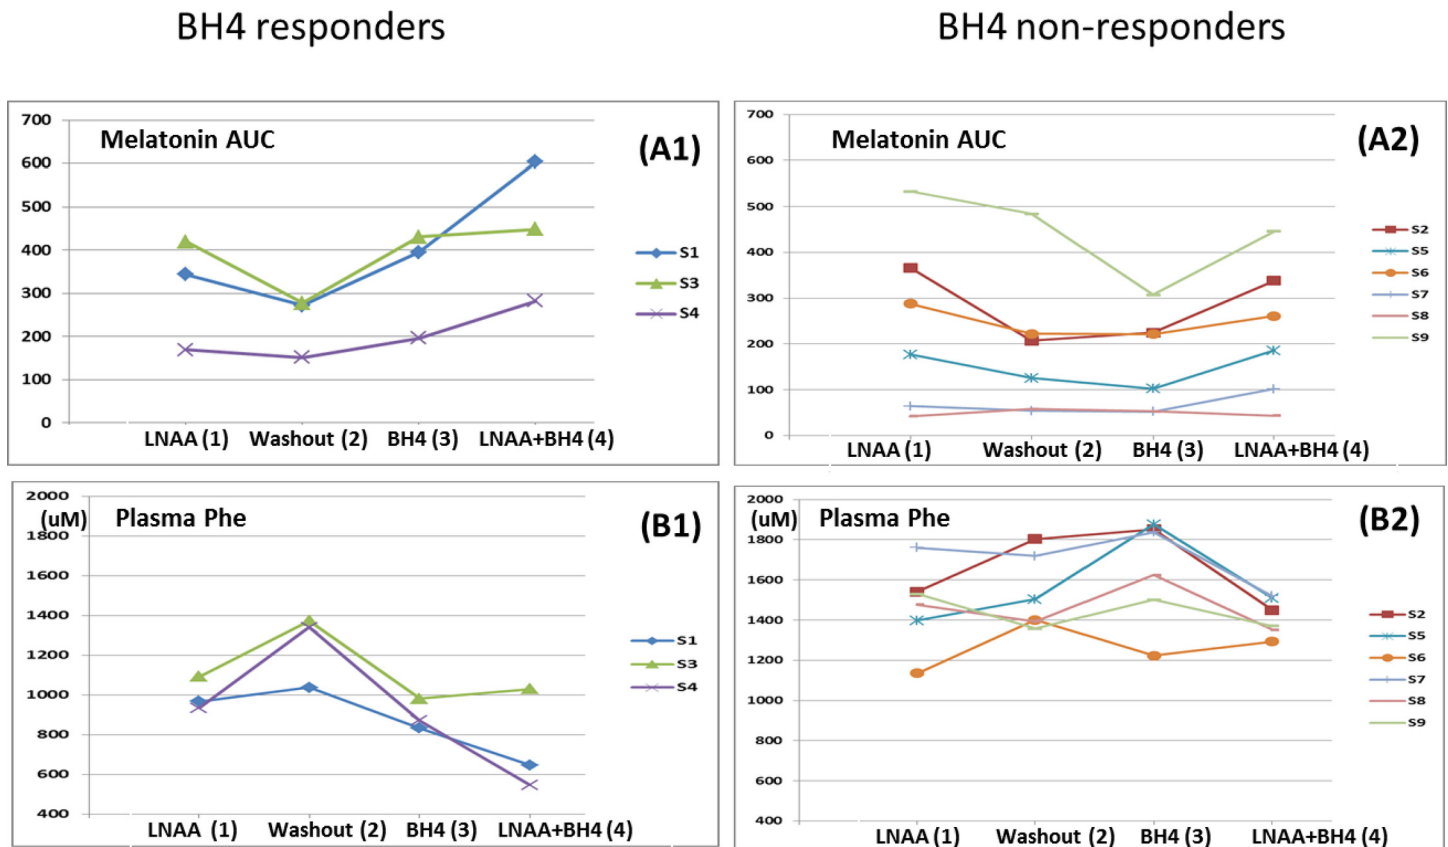 BH4 responders
BH4 non-responders
Melatonin AUC
(A1)
700
600
500
400
300
200
100
0
S1
S3
S4
LNAA (1) Washout (2) BH4 (3) LNAA+BH4 (4)
Melatonin AUC
(A2)
700
600
500
400
300
200
100
0
S2
S5
S6
S7
S8
S9
LNAA (1) Washout (2) BH4 (3) LNAA+BH4 (4)
2000
(uM) Plasma Phe
(B1)
1800
1600
1400
1200
1000
800
600
400
S1
S3
S4
LNAA (1) Washout (2) BH4 (3) LNAA+BH4 (4)
2000
(uM) Plasma Phe
(B2)
1800
1600
1400
1200
1000
800
600
400
S2
S5
S6
S7
S8
S9
LNAA (1) Washout (2) BH4 (3) LNAA+BH4 (4)